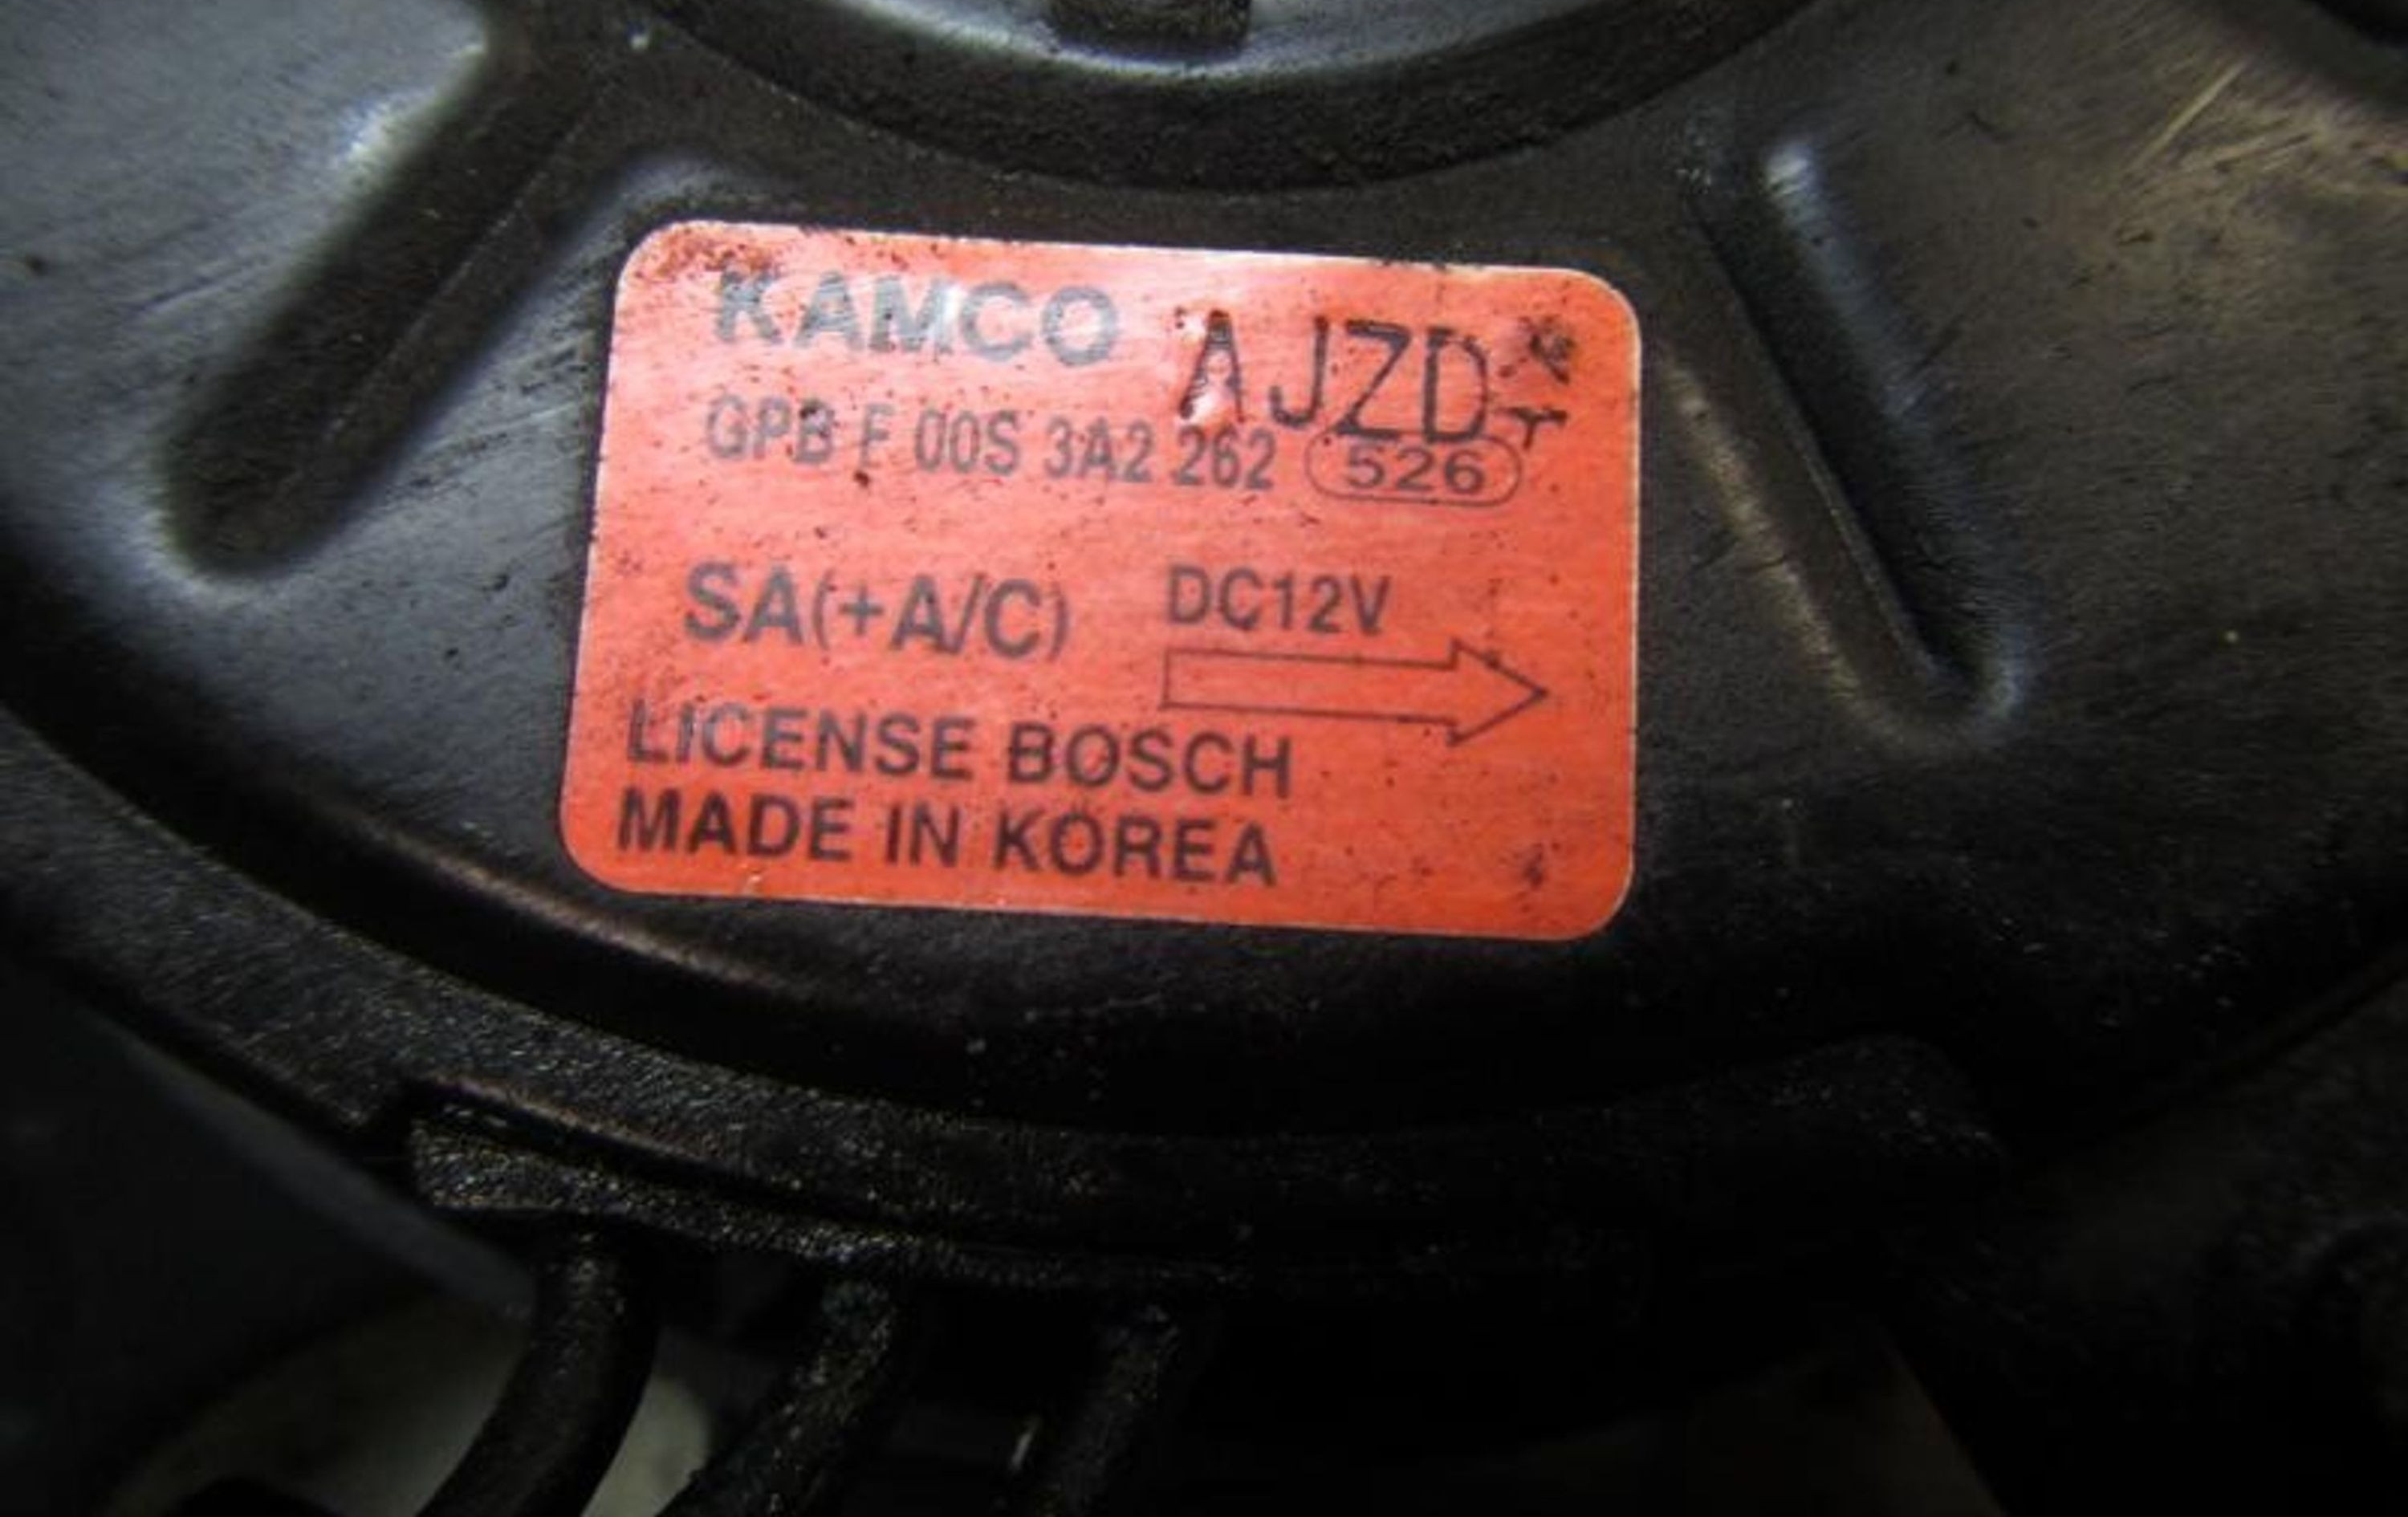 KAMCO AJZD
GPB F 00S 3A2 262 526
SA(+A/C) DC12V
LICENSE BOSCH
MADE IN KOREA